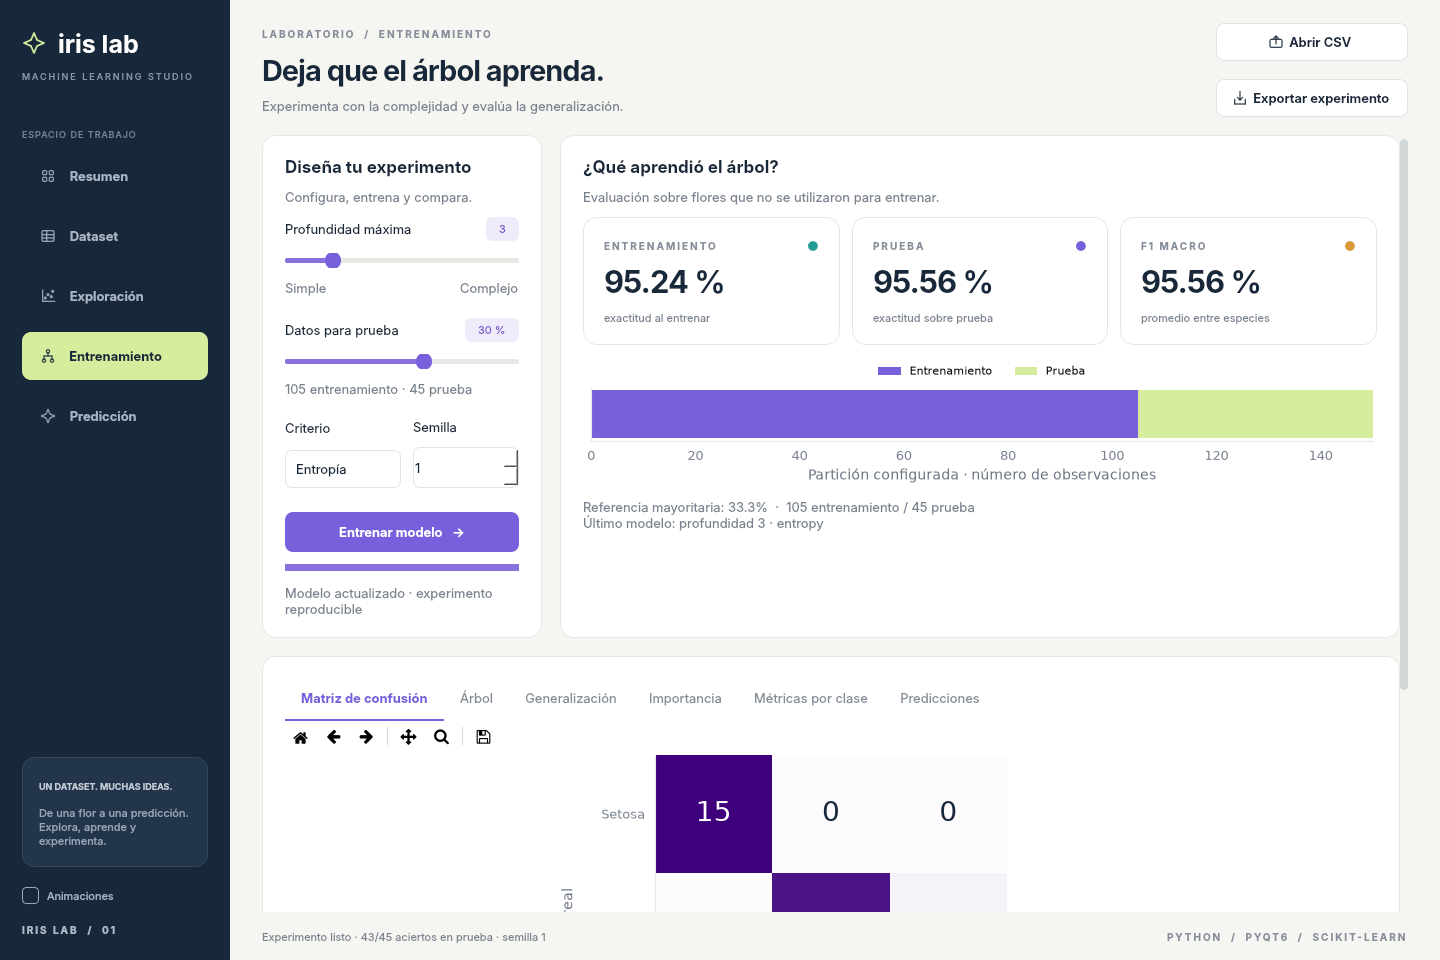 iris lab
MACHINE LEARNING STUDIO
ESPACIO DE TRABAJO
Resumen
Dataset
Exploración
Entrenamiento
Predicción
UN DATASET. MUCHAS IDEAS.
De una flor a una predicción.
Explora, aprende y
experimenta.
Animaciones
IRIS LAB / 01
LABORATORIO / ENTRENAMIENTO
Deja que el árbol aprenda.
Experimenta con la complejidad y evalúa la generalización.
Abrir CSV
Exportar experimento
Diseña tu experimento
Configura, entrena y compara.
Profundidad máxima 3
Simple Complejo
Datos para prueba 30 %
105 entrenamiento · 45 prueba
Criterio Semilla
Entropía 1
Entrenar modelo →
Modelo actualizado · experimento
reproducible
¿Qué aprendió el árbol?
Evaluación sobre flores que no se utilizaron para entrenar.
ENTRENAMIENTO
95.24 %
exactitud al entrenar
PRUEBA
95.56 %
exactitud sobre prueba
F1 MACRO
95.56 %
promedio entre especies
Entrenamiento Prueba
0 20 40 60 80 100 120 140
Partición configurada · número de observaciones
Referencia mayoritaria: 33.3% · 105 entrenamiento / 45 prueba
Último modelo: profundidad 3 · entropy
Matriz de confusión Árbol Generalización Importancia Métricas por clase Predicciones
Setosa 15 0 0
real
Experimento listo · 43/45 aciertos en prueba · semilla 1
PYTHON / PYQT6 / SCIKIT-LEARN